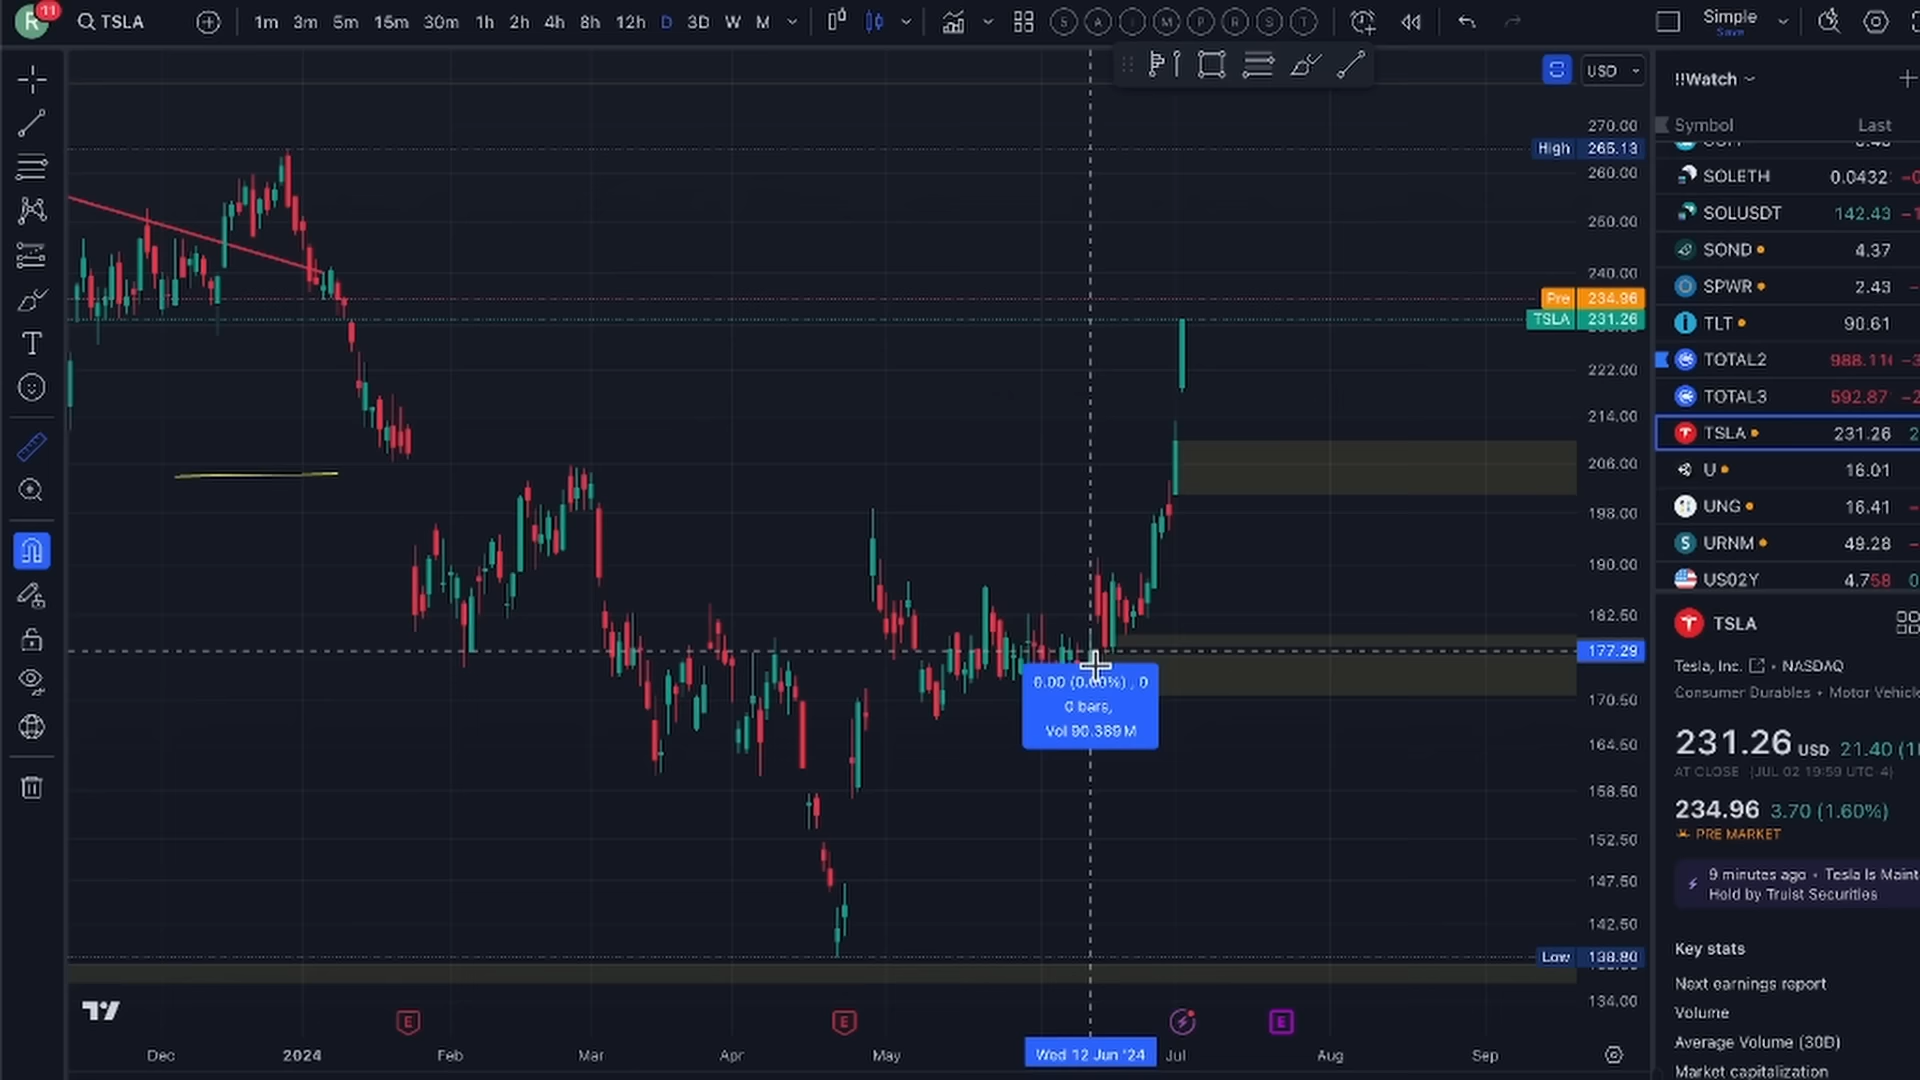 R 11 TSLA 1m 3m 5m 15m 30m 1h 2h 4h 8h 12h D 3D W M S A I M P R S T Simple
Save
USD
!!Watch
Symbol Last
270.00
High 265.13
260.00
250.00
240.00
Pre 234.96
TSLA 231.26
222.00
214.00
206.00
198.00
190.00
182.50
177.29
170.50
164.50
158.50
152.50
147.50
142.50
Low 138.80
134.00
0.00 (0.00%) , 0
0 bars,
Vol 90.389 M
E E E
Dec 2024 Feb Mar Apr May Wed 12 Jun '24 Jul Aug Sep
SOLETH 0.0432 −0
SOLUSDT 142.43 −1
SOND 4.37
SPWR 2.43 −
TLT 90.61
TOTAL2 988.11
TOTAL3 592.87 −2
TSLA 231.26 2
U 16.01
UNG 16.41 −
URNM 49.28 −
US02Y 4.758 0
TSLA
Tesla, Inc. • NASDAQ
Consumer Durables • Motor Vehicle
231.26 USD 21.40 (1
AT CLOSE (JUL 02 19:59 UTC-4)
234.96 3.70 (1.60%)
PRE MARKET
9 minutes ago • Tesla Is Maint
Hold by Truist Securities
Key stats
Next earnings report
Volume
Average Volume (30D)
Market capitalization